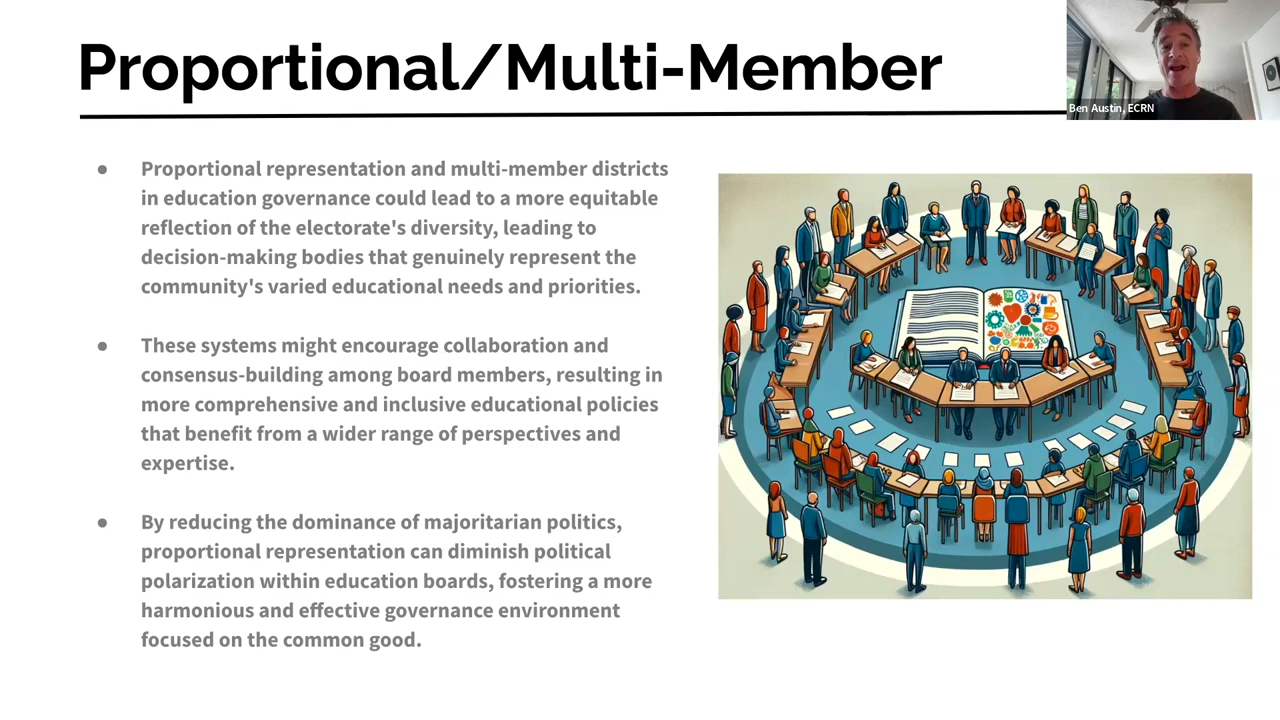 Proportional/Multi-Member
Ben Austin, ECRN
● Proportional representation and multi-member districts
in education governance could lead to a more equitable
reflection of the electorate's diversity, leading to
decision-making bodies that genuinely represent the
community's varied educational needs and priorities.
● These systems might encourage collaboration and
consensus-building among board members, resulting in
more comprehensive and inclusive educational policies
that benefit from a wider range of perspectives and
expertise.
● By reducing the dominance of majoritarian politics,
proportional representation can diminish political
polarization within education boards, fostering a more
harmonious and effective governance environment
focused on the common good.